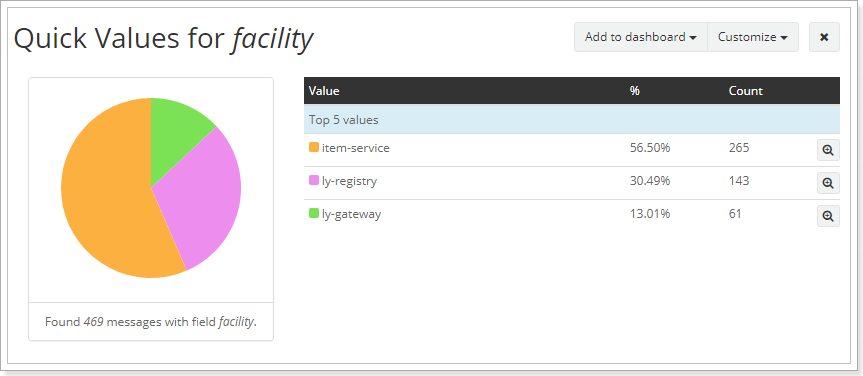 Quick Values for facility
Add to dashboard Customize
Value % Count
Top 5 values
item-service 56.50% 265
ly-registry 30.49% 143
ly-gateway 13.01% 61
Found 469 messages with field facility.